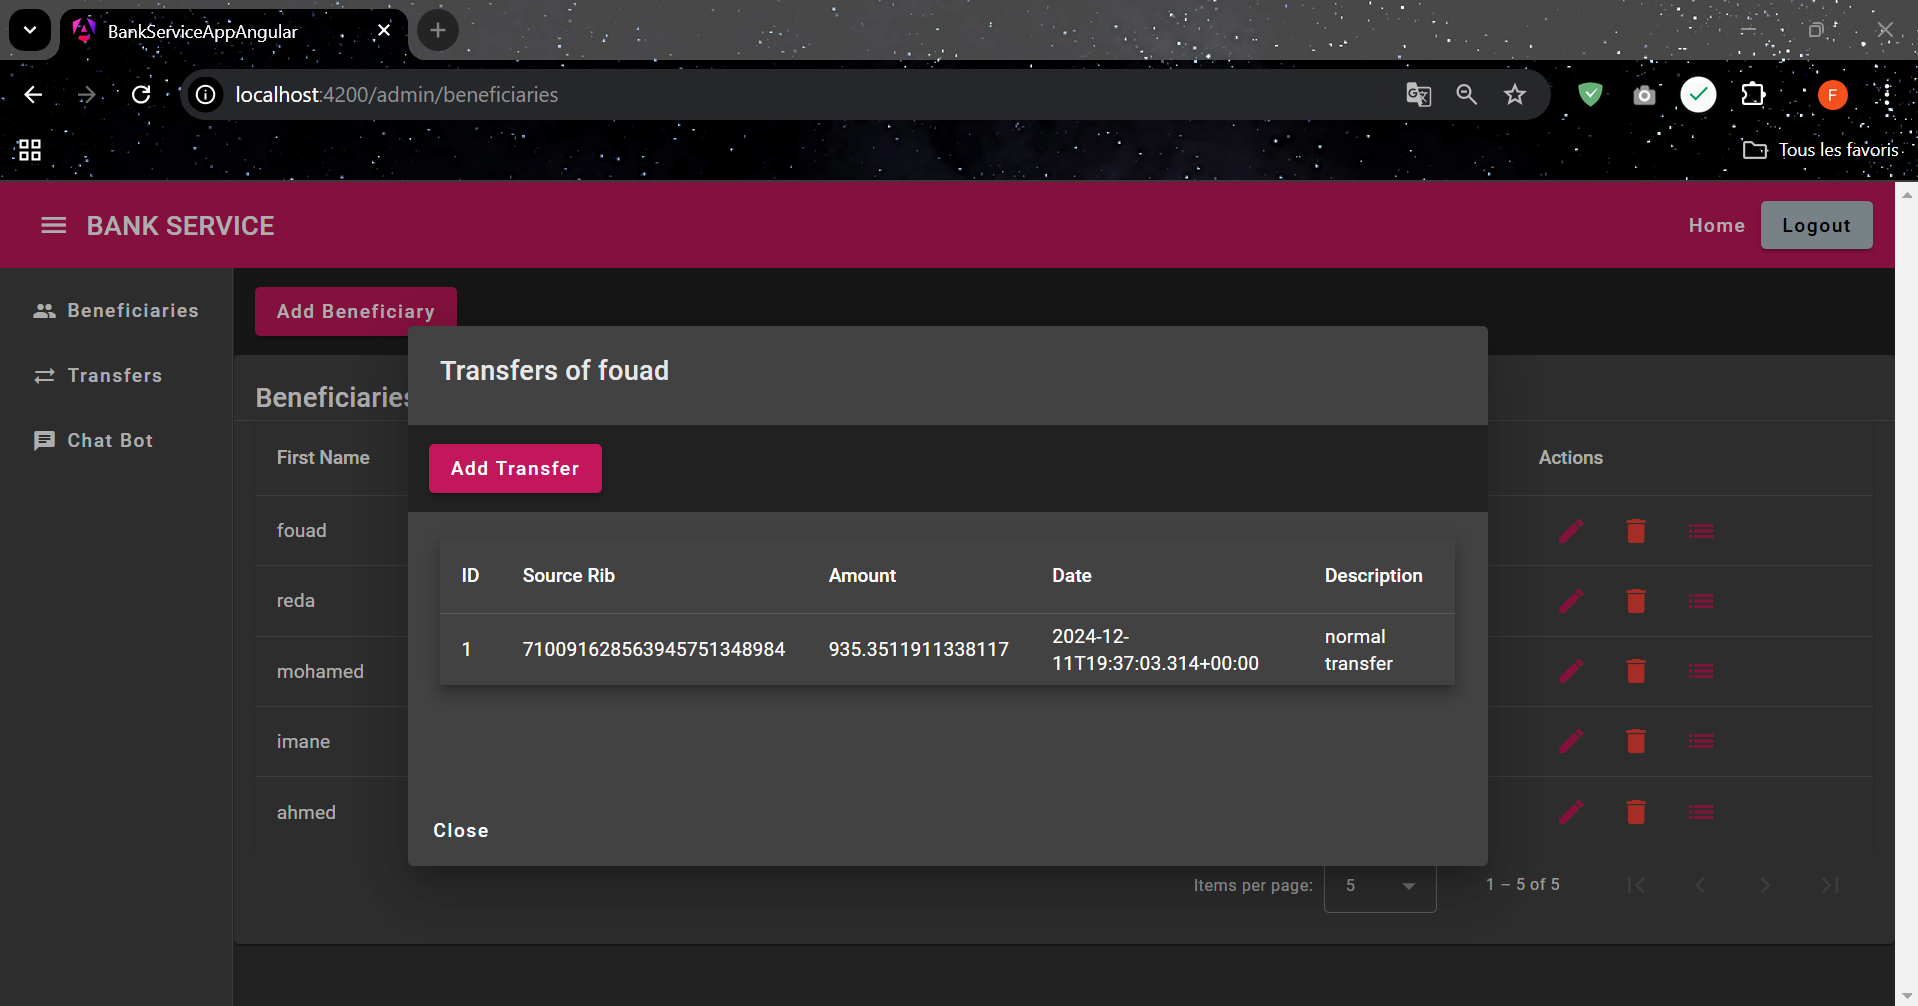 BankServiceAppAngular
localhost:4200/admin/beneficiaries
F
Tous les favoris
BANK SERVICE
Home
Logout
Beneficiaries
Transfers
Chat Bot
Add Beneficiary
Beneficiaries
First Name
Actions
fouad
reda
mohamed
imane
ahmed
Transfers of fouad
Add Transfer
ID Source Rib Amount Date Description
1 710091628563945751348984 935.3511911338117 2024-12-
11T19:37:03.314+00:00 normal
transfer
Close
Items per page: 5 1 – 5 of 5